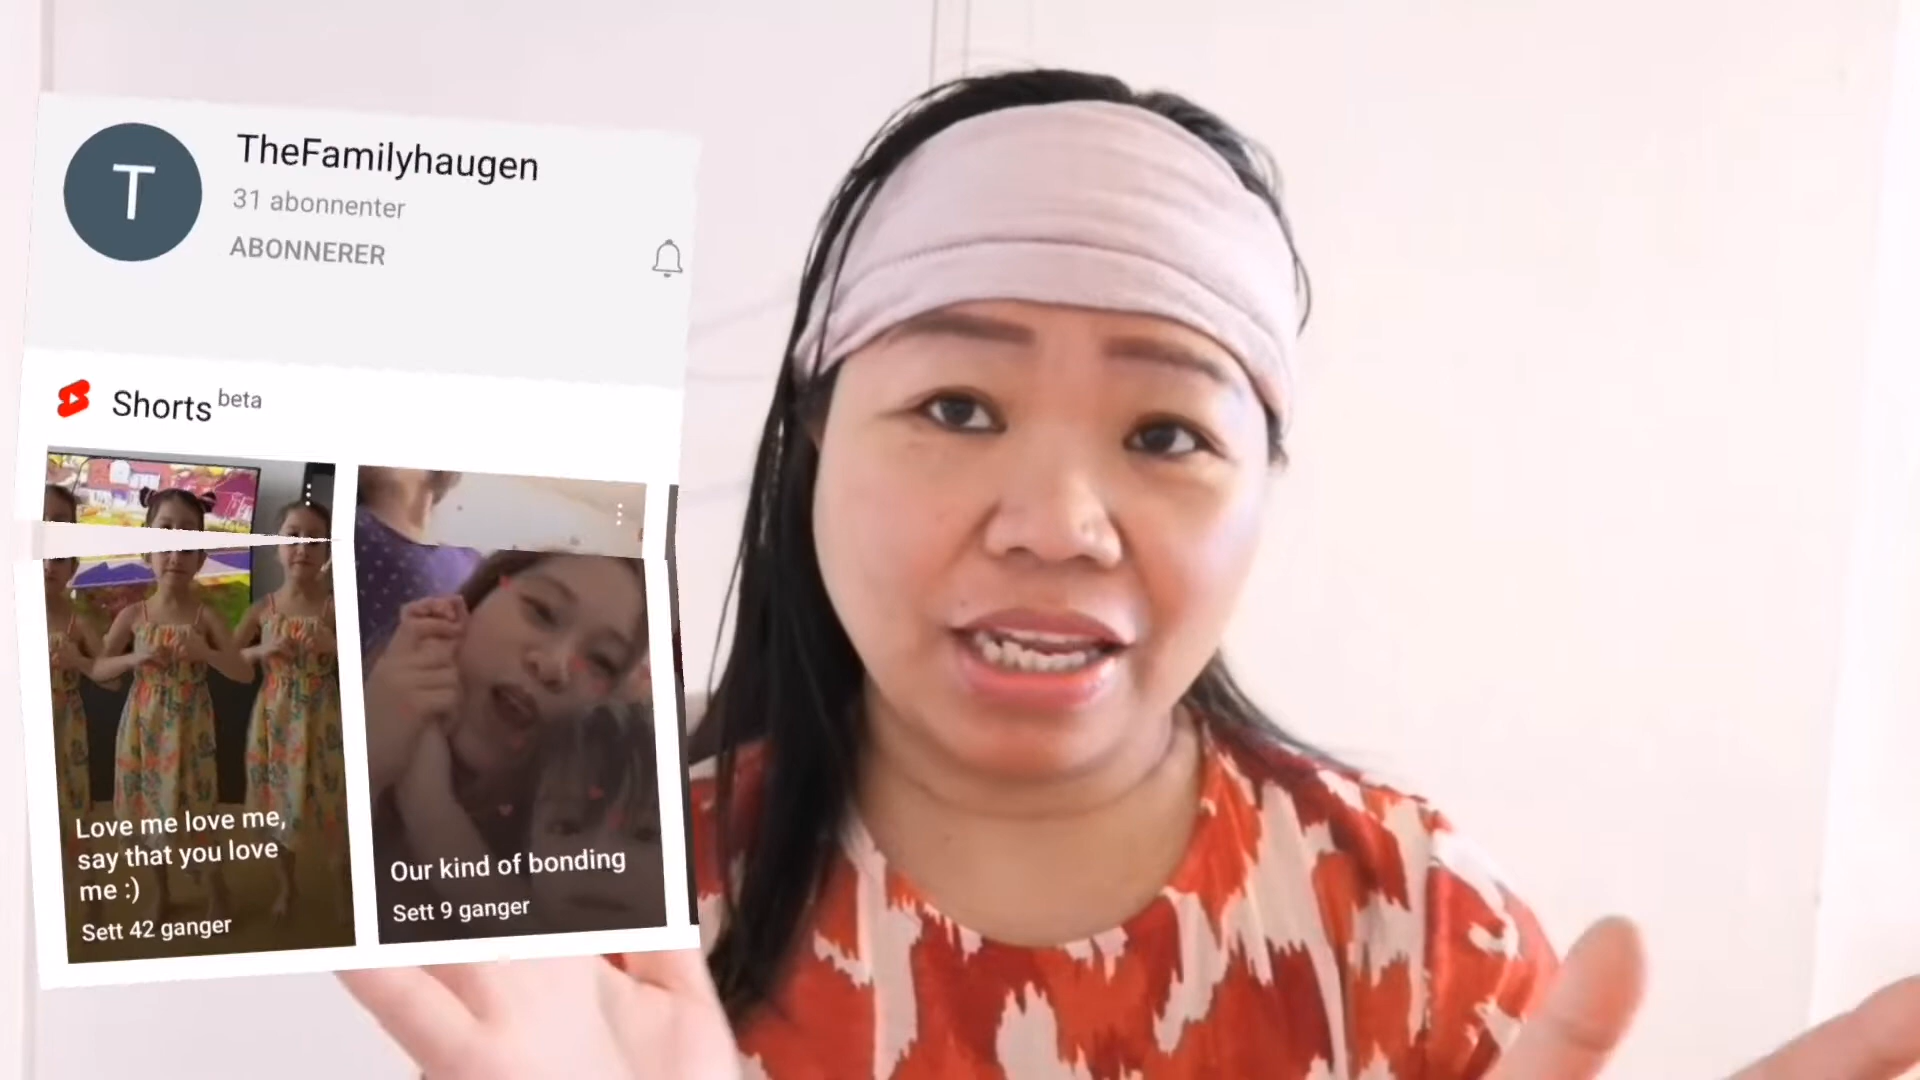 T
TheFamilyhaugen
31 abonnenter
ABONNERER
Shorts beta
Love me love me,
say that you love
me :)
Sett 42 ganger
Our kind of bonding
Sett 9 ganger